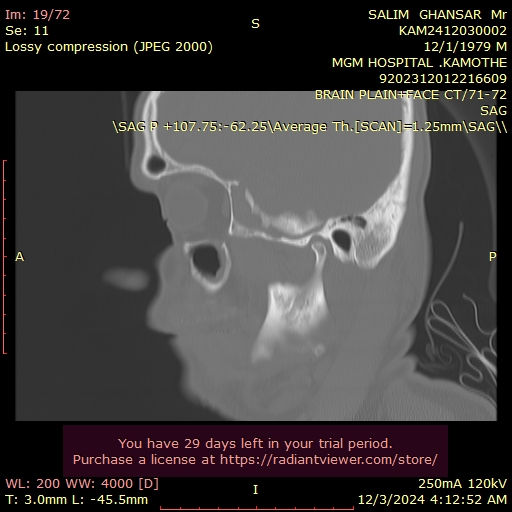 Im: 19/72
Se: 11
Lossy compression (JPEG 2000)
S
SALIM GHANSAR Mr
KAM2412030002
12/1/1979 M
MGM HOSPITAL .KAMOTHE
9202312012216609
BRAIN PLAIN+FACE CT/71-72
SAG
\SAG P +107.75:-62.25\Average Th.[SCAN]=1.25mm\SAG\\
A
P
You have 29 days left in your trial period.
Purchase a license at https://radiantviewer.com/store/
WL: 200 WW: 4000 [D]
T: 3.0mm L: -45.5mm
I
250mA 120kV
12/3/2024 4:12:52 AM